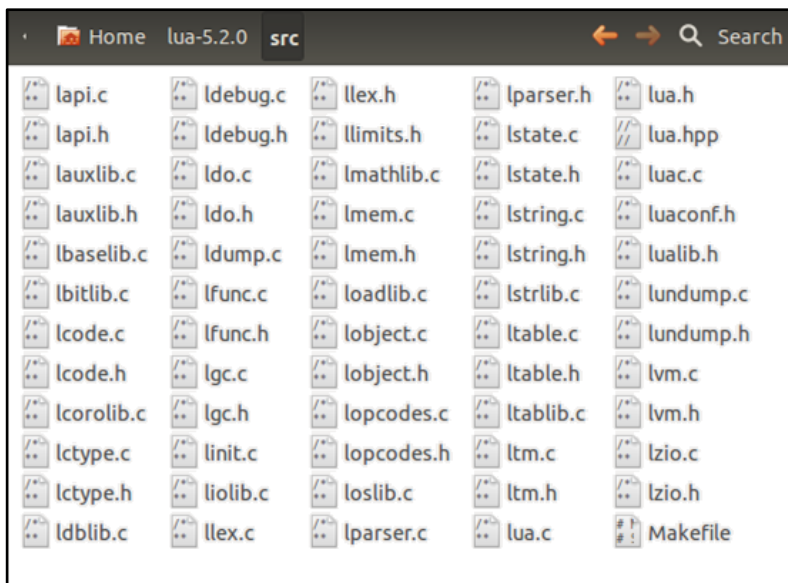 Home lua-5.2.0 src Search
lapi.c ldebug.c llex.h lparser.h lua.h
lapi.h ldebug.h llimits.h lstate.c lua.hpp
lauxlib.c ldo.c lmathlib.c lstate.h luac.c
lauxlib.h ldo.h lmem.c lstring.c luaconf.h
lbaselib.c ldump.c lmem.h lstring.h lualib.h
lbitlib.c lfunc.c loadlib.c lstrlib.c lundump.c
lcode.c lfunc.h lobject.c ltable.c lundump.h
lcode.h lgc.c lobject.h ltable.h lvm.c
lcorolib.c lgc.h lopcodes.c ltablib.c lvm.h
lctype.c linit.c lopcodes.h ltm.c lzio.c
lctype.h liolib.c loslib.c ltm.h lzio.h
ldblib.c llex.c lparser.c lua.c Makefile